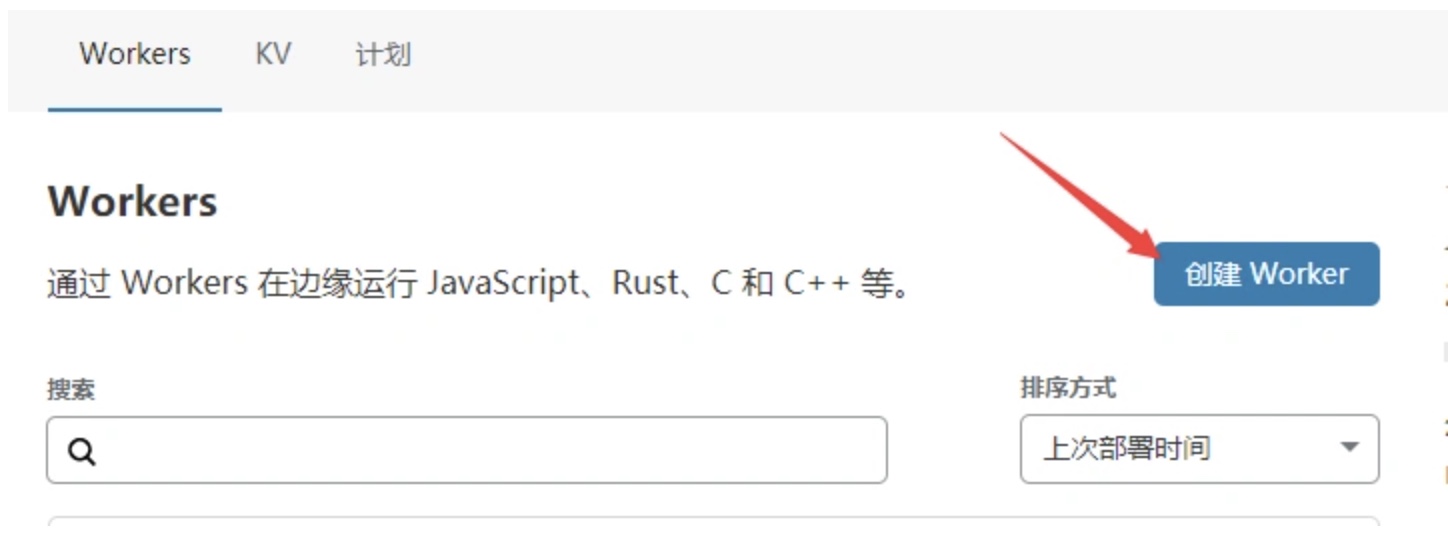 Workers KV 计划
Workers
通过 Workers 在边缘运行 JavaScript、Rust、C 和 C++ 等。
创建 Worker
搜索
排序方式
上次部署时间